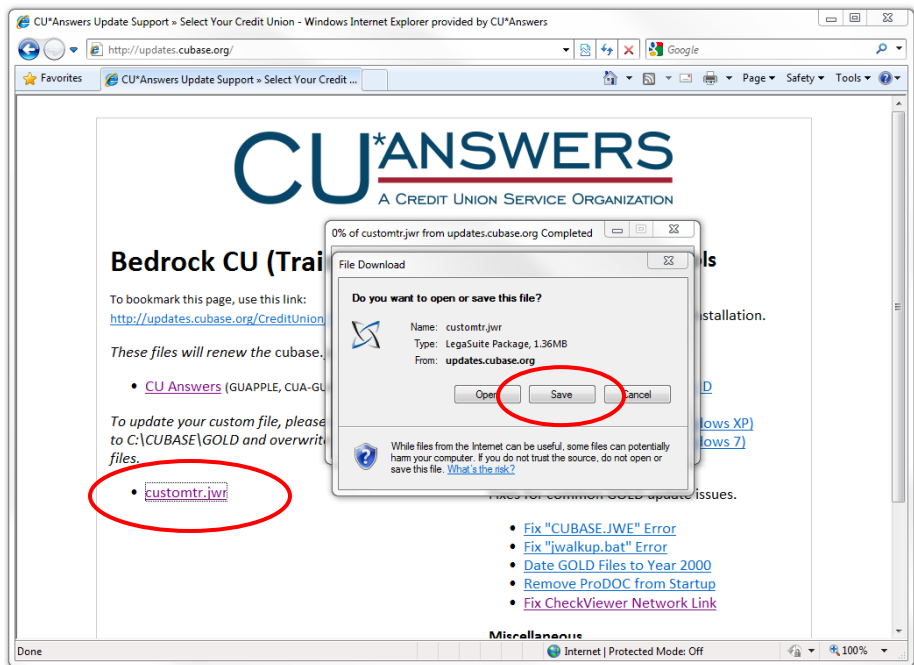 CU*Answers Update Support » Select Your Credit Union - Windows Internet Explorer provided by CU*Answers
http://updates.cubase.org/
Google
Favorites
CU*Answers Update Support » Select Your Credit ...
Page
Safety
Tools
CU*ANSWERS
A CREDIT UNION SERVICE ORGANIZATION
Bedrock CU (Trai
ls
To bookmark this page, use this link:
http://updates.cubase.org/CreditUnion
nstallation.
These files will renew the cubase.
• CU Answers (GUAPPLE, CUA-GU
D
To update your custom file, please
to C:\CUBASE\GOLD and overwrit
files.
dows XP)
dows 7)
• customtr.jwr
0% of customtr.jwr from updates.cubase.org Completed
File Download
Do you want to open or save this file?
Name: customtr.jwr
Type: LegaSuite Package, 1.36MB
From: updates.cubase.org
Open
Save
Cancel
While files from the Internet can be useful, some files can potentially
harm your computer. If you do not trust the source, do not open or
save this file. What's the risk?
Fixes for common GOLD update issues.
• Fix "CUBASE.JWE" Error
• Fix "jwalkup.bat" Error
• Date GOLD Files to Year 2000
• Remove ProDOC from Startup
• Fix CheckViewer Network Link
Miscellaneous
Done
Internet | Protected Mode: Off
100%